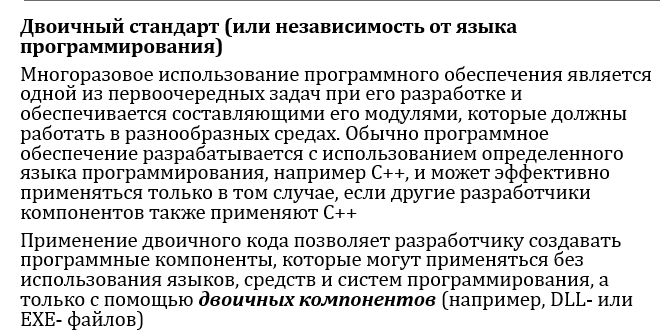 Двоичный стандарт (или независимость от языка
программирования)
Многоразовое использование программного обеспечения является
одной из первоочередных задач при его разработке и
обеспечивается составляющими его модулями, которые должны
работать в разнообразных средах. Обычно программное
обеспечение разрабатывается с использованием определенного
языка программирования, например C++, и может эффективно
применяться только в том случае, если другие разработчики
компонентов также применяют C++
Применение двоичного кода позволяет разработчику создавать
программные компоненты, которые могут применяться без
использования языков, средств и систем программирования, а
только с помощью двоичных компонентов (например, DLL- или
EXE- файлов)